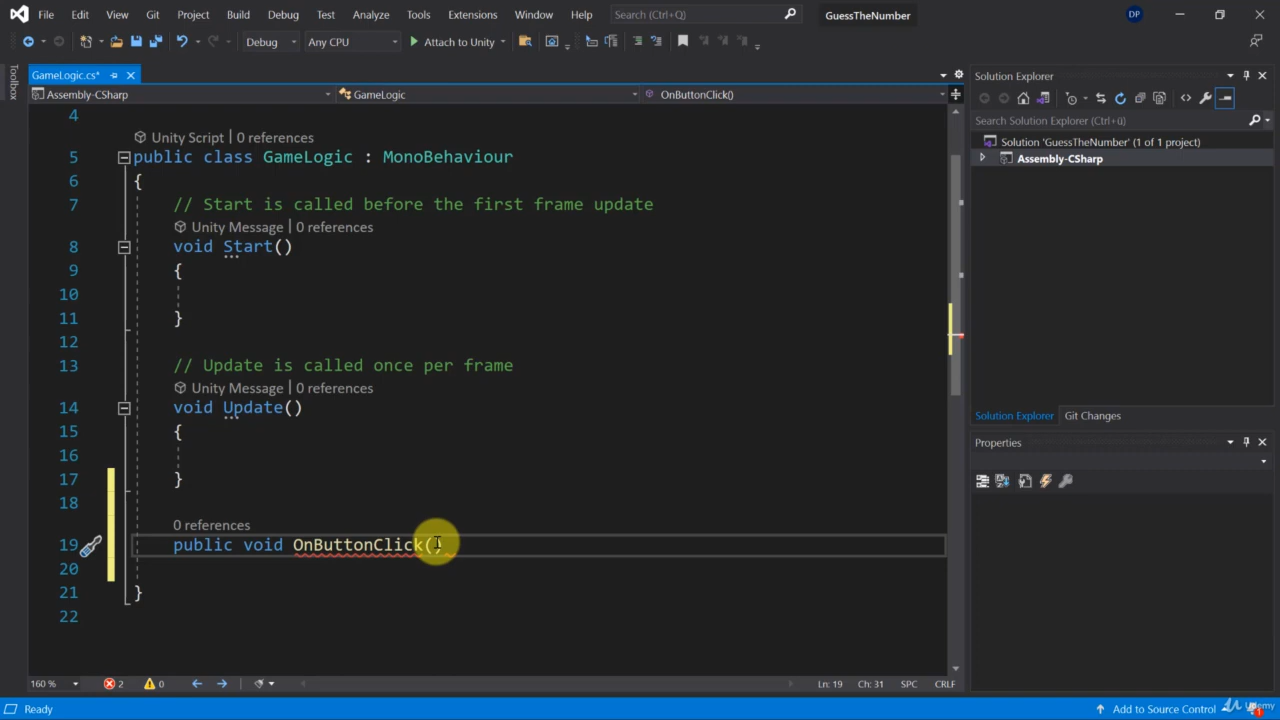 File Edit View Git Project Build Debug Test Analyze Tools Extensions Window Help Search (Ctrl+Q) GuessTheNumber DP
Debug Any CPU Attach to Unity
Toolbox
GameLogic.cs*
Assembly-CSharp GameLogic OnButtonClick()
4
Unity Script | 0 references
5 public class GameLogic : MonoBehaviour
6 {
7 // Start is called before the first frame update
Unity Message | 0 references
8 void Start()
9 {
10
11 }
12
13 // Update is called once per frame
Unity Message | 0 references
14 void Update()
15 {
16
17 }
18
0 references
19 public void OnButtonClick()
20
21 }
22
160 % 2 0 Ln: 19 Ch: 31 SPC CRLF
Solution Explorer
Search Solution Explorer (Ctrl+ü)
Solution 'GuessTheNumber' (1 of 1 project)
Assembly-CSharp
Solution Explorer Git Changes
Properties
Ready Add to Source Control 1
Udemy